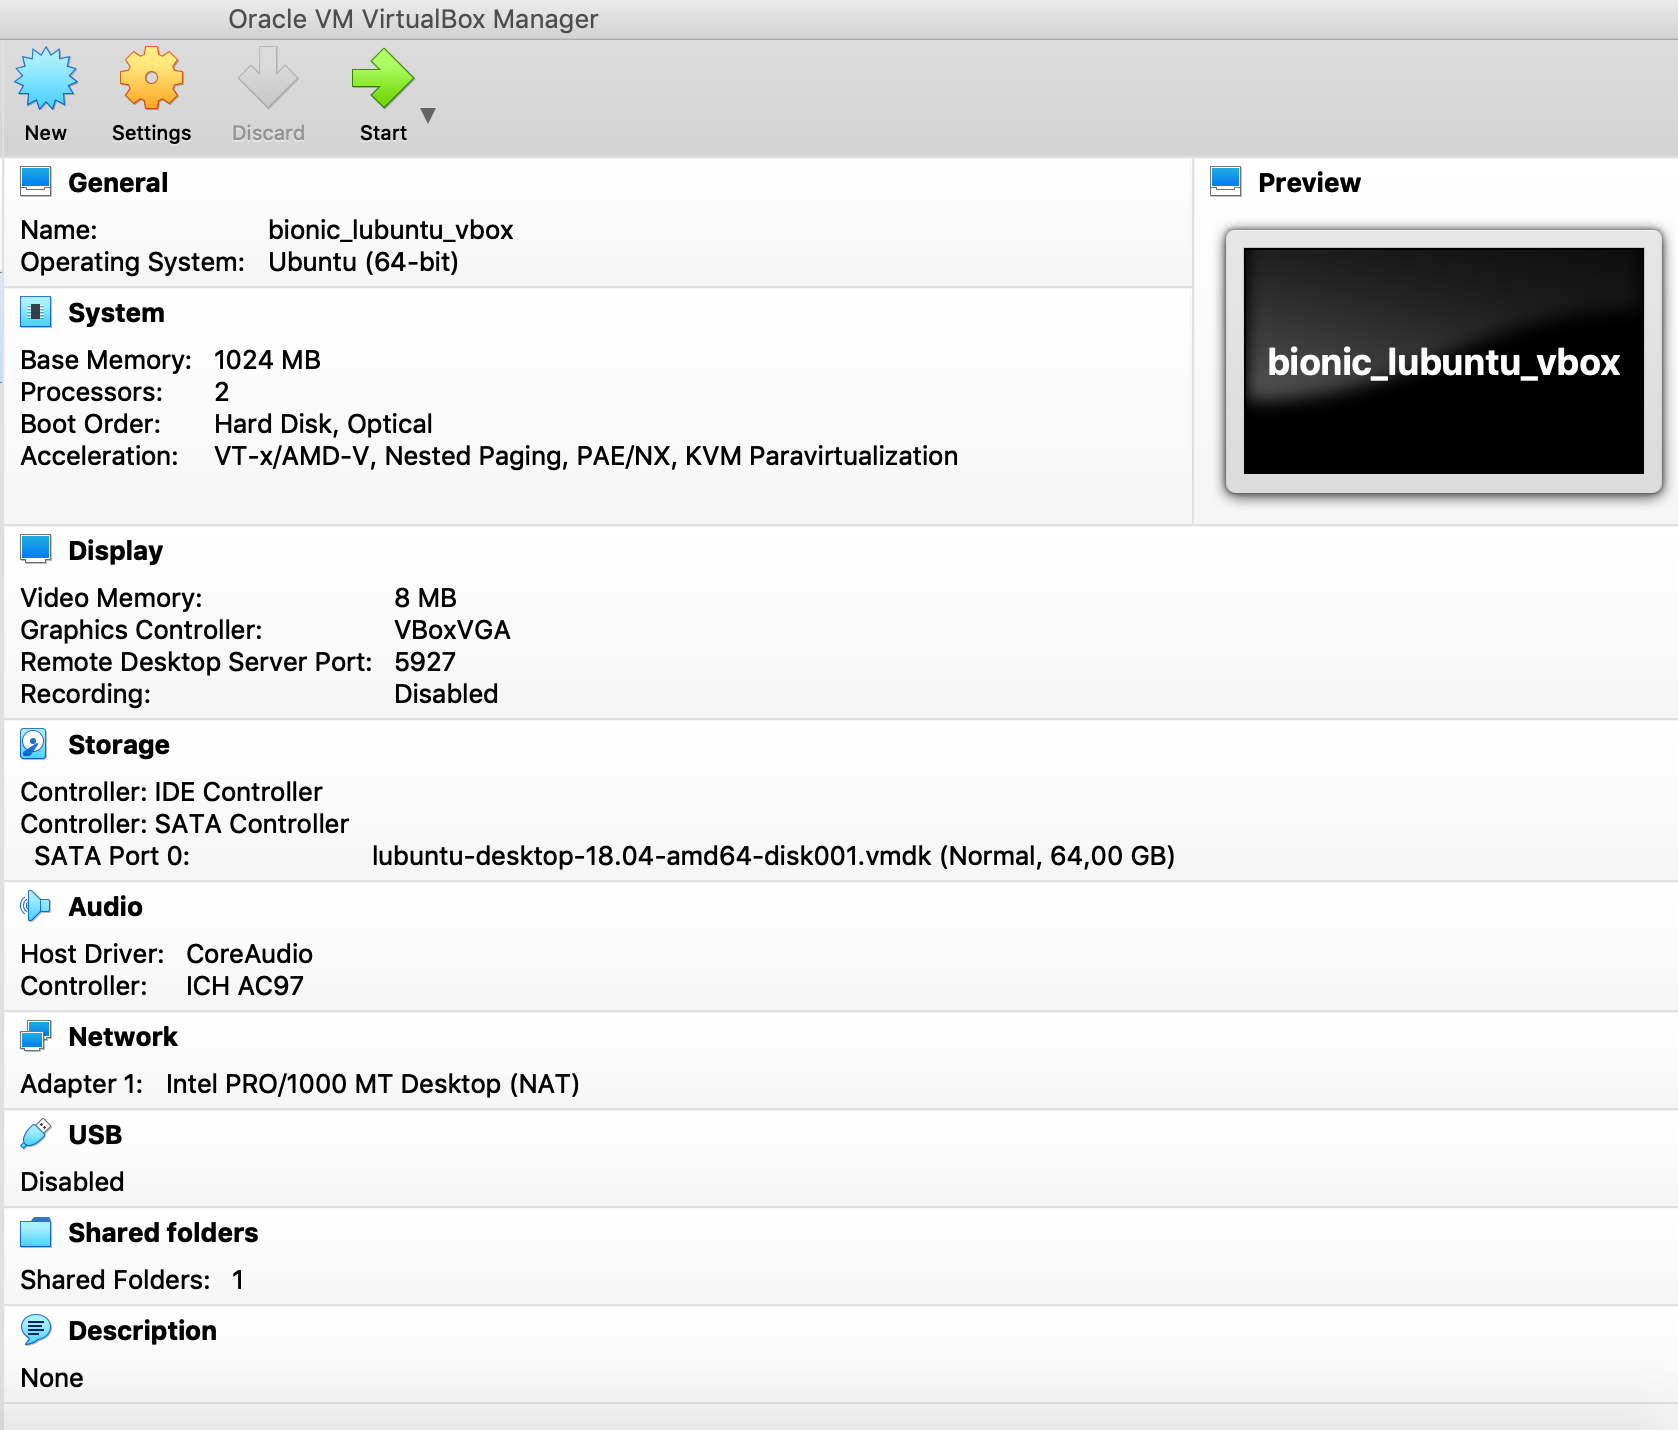 Oracle VM VirtualBox Manager
New Settings Discard Start
General
Name: bionic_lubuntu_vbox
Operating System: Ubuntu (64-bit)
System
Base Memory: 1024 MB
Processors: 2
Boot Order: Hard Disk, Optical
Acceleration: VT-x/AMD-V, Nested Paging, PAE/NX, KVM Paravirtualization
Preview
bionic_lubuntu_vbox
Display
Video Memory: 8 MB
Graphics Controller: VBoxVGA
Remote Desktop Server Port: 5927
Recording: Disabled
Storage
Controller: IDE Controller
Controller: SATA Controller
SATA Port 0: lubuntu-desktop-18.04-amd64-disk001.vmdk (Normal, 64,00 GB)
Audio
Host Driver: CoreAudio
Controller: ICH AC97
Network
Adapter 1: Intel PRO/1000 MT Desktop (NAT)
USB
Disabled
Shared folders
Shared Folders: 1
Description
None